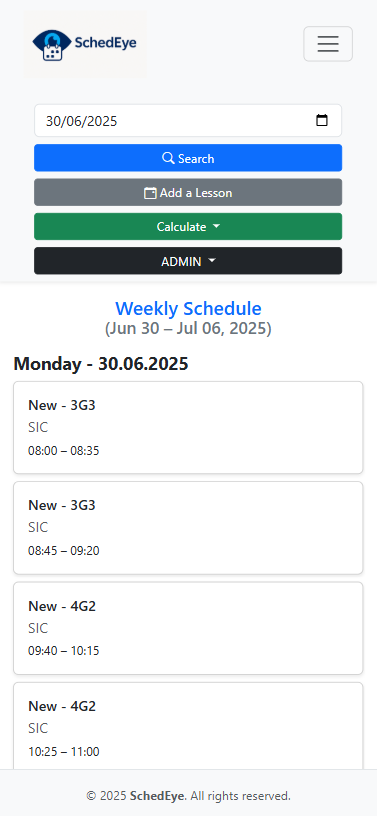 SchedEye
30/06/2025
Search
Add a Lesson
Calculate
ADMIN
Weekly Schedule
(Jun 30 – Jul 06, 2025)
Monday - 30.06.2025
New - 3G3
SIC
08:00 – 08:35
New - 3G3
SIC
08:45 – 09:20
New - 4G2
SIC
09:40 – 10:15
New - 4G2
SIC
10:25 – 11:00
© 2025 SchedEye. All rights reserved.